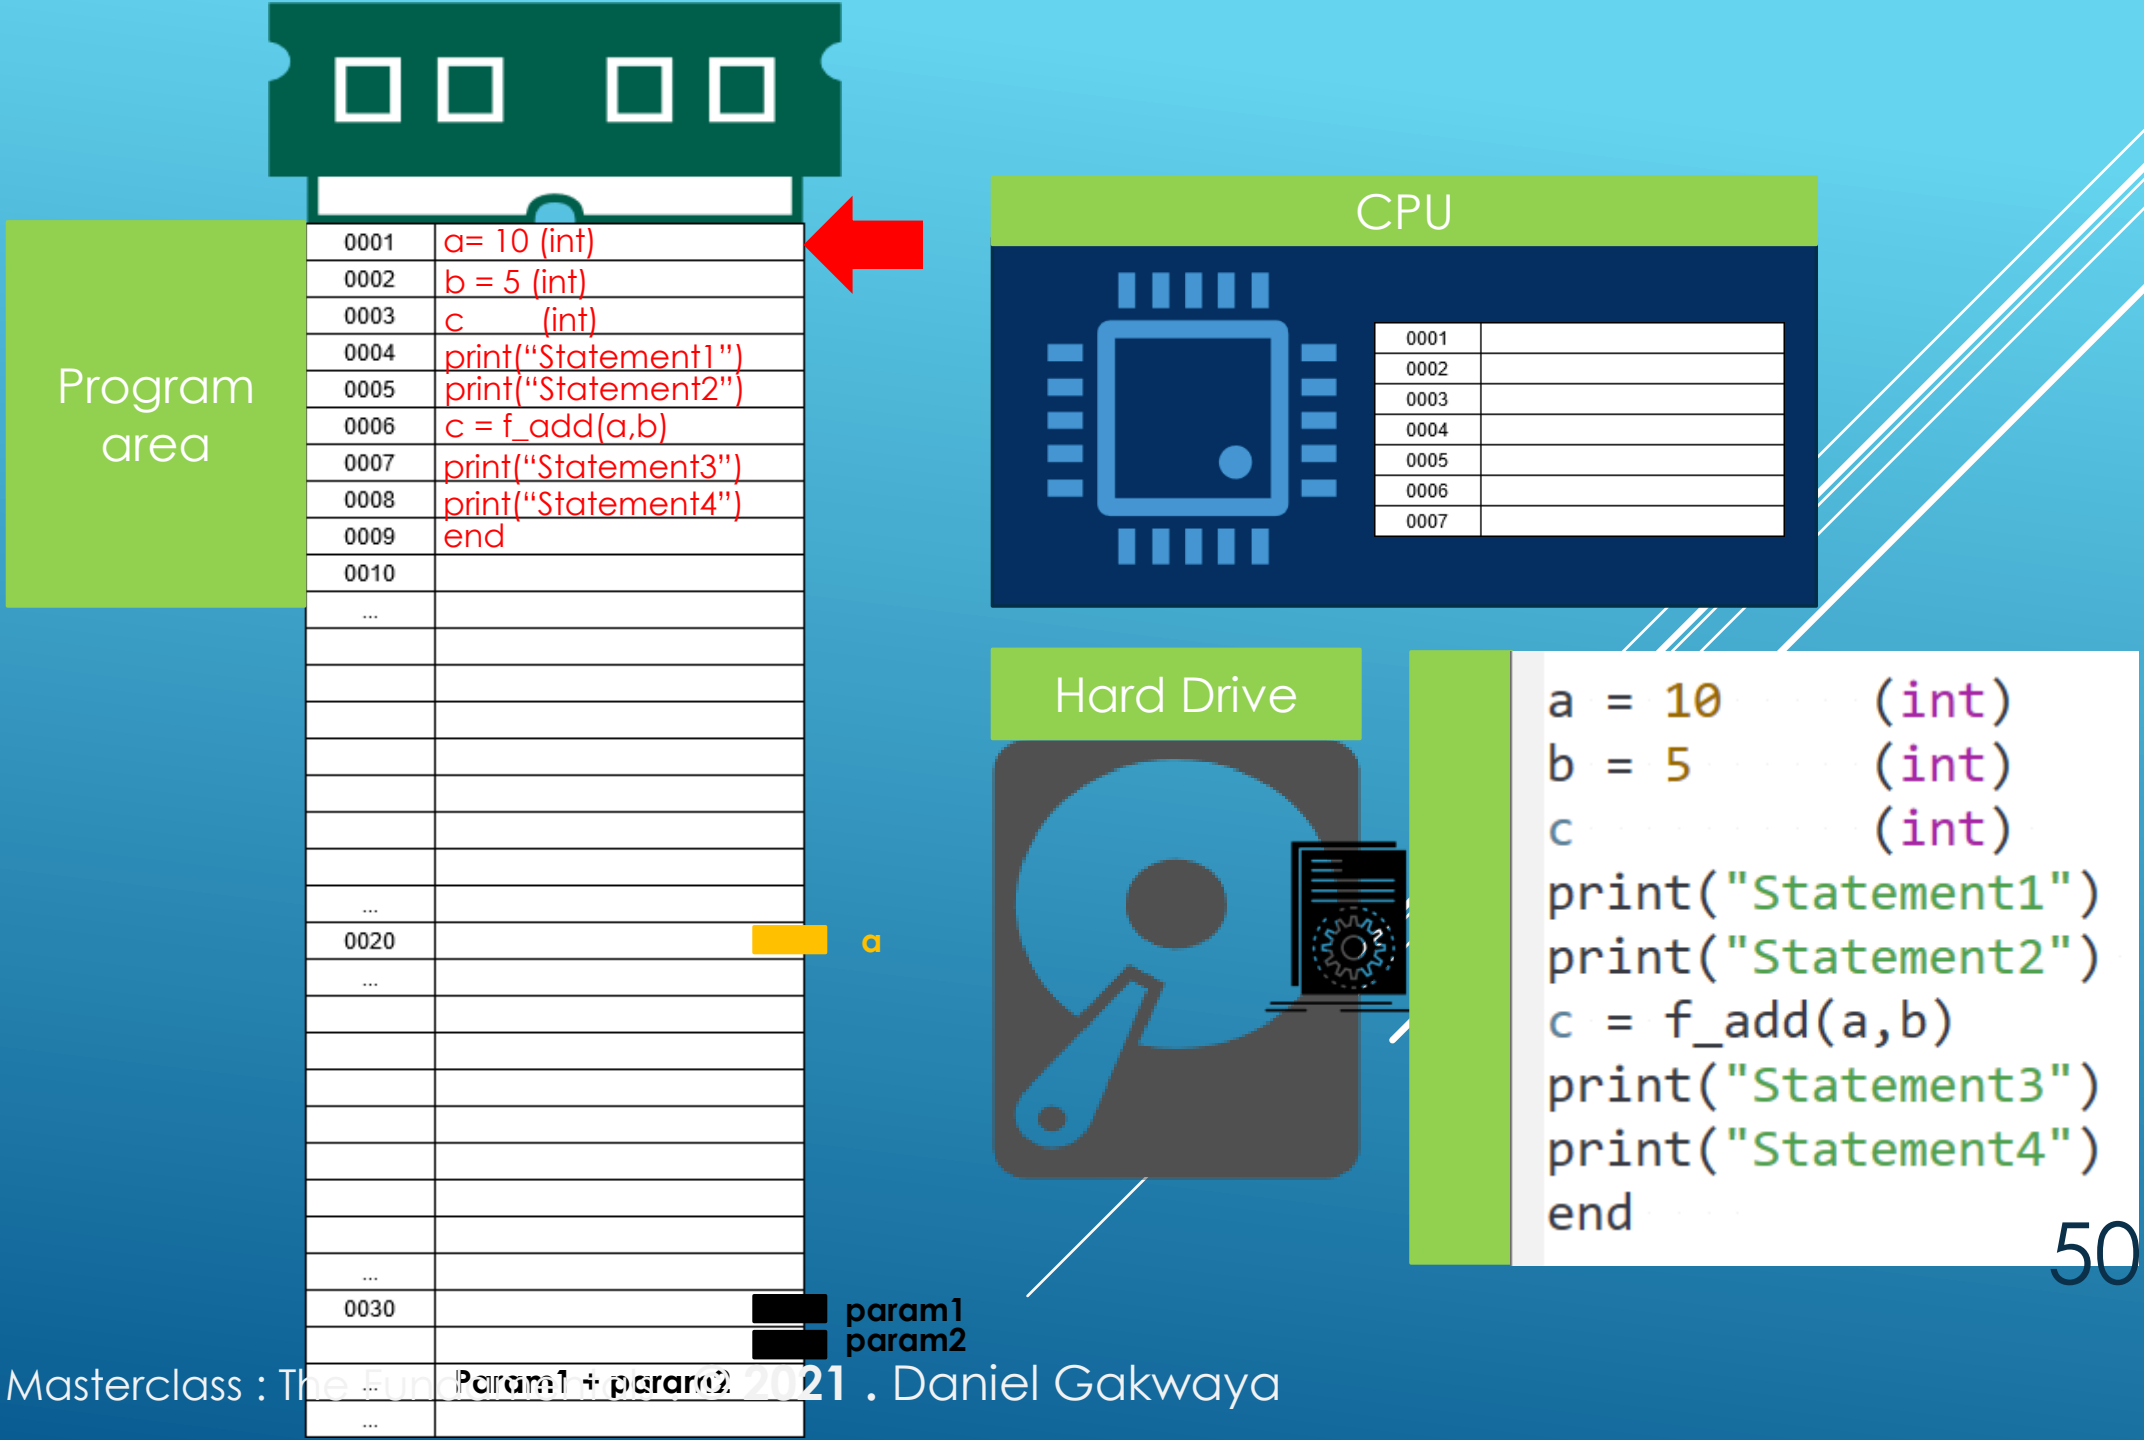 Program
area
0001 a= 10 (int)
0002 b = 5 (int)
0003 c (int)
0004 print(“Statement1”)
0005 print(“Statement2”)
0006 c = f_add(a,b)
0007 print(“Statement3”)
0008 print(“Statement4”)
0009 end
0010
...
...
0020 a
...
...
0030 param1
param2
... Param1 + param2
...
CPU
0001
0002
0003
0004
0005
0006
0007
Hard Drive
a = 10 (int)
b = 5 (int)
c (int)
print("Statement1")
print("Statement2")
c = f_add(a,b)
print("Statement3")
print("Statement4")
end
50
Masterclass : The Fundamentals . © 2021 . Daniel Gakwaya